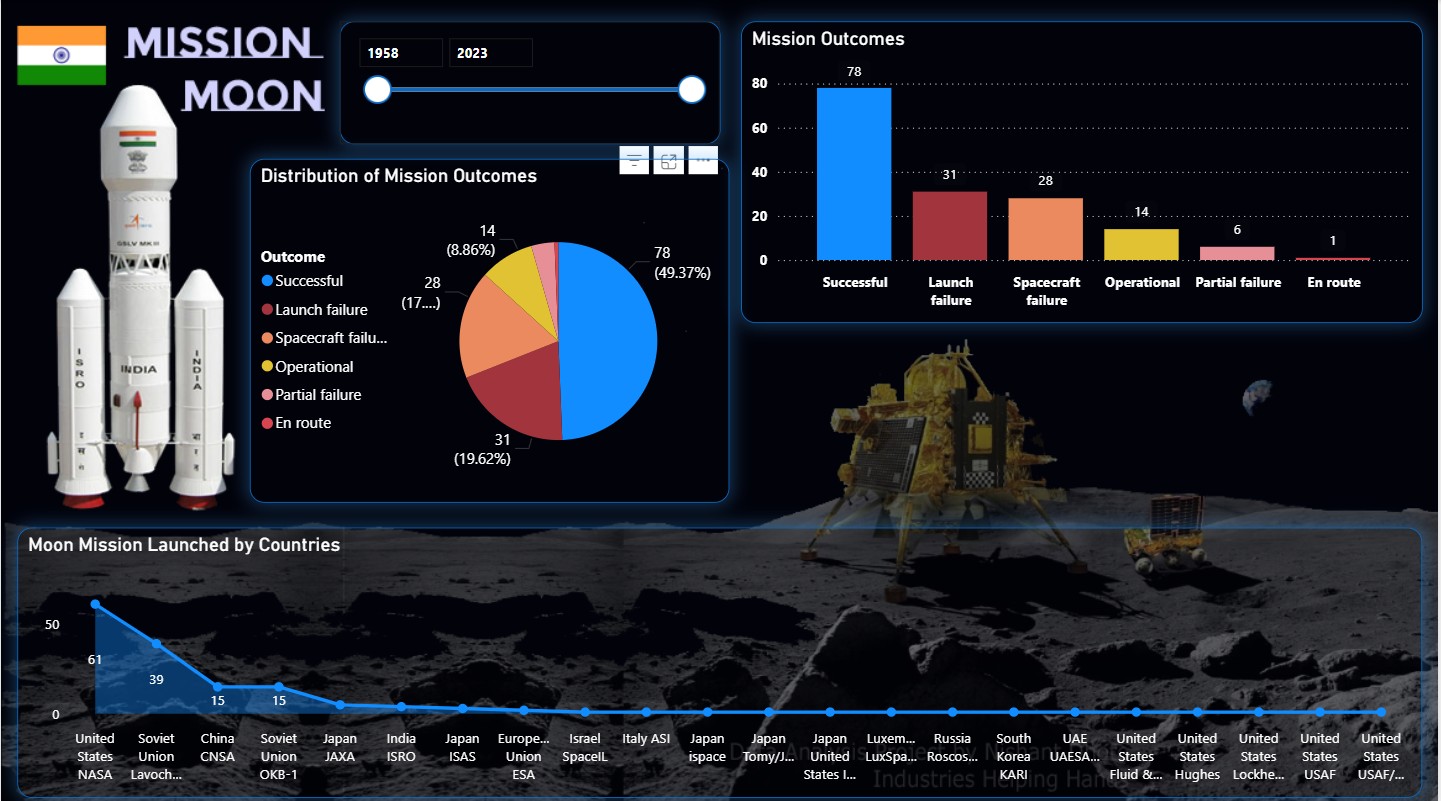 MISSION
MOON
1958
2023
GSLV MK III
ISRO
INDIA
INDIA
Distribution of Mission Outcomes
Outcome
Successful
Launch failure
Spacecraft failu...
Operational
Partial failure
En route
14
(8.86%)
28
(17....)
78
(49.37%)
31
(19.62%)
Mission Outcomes
80
60
40
20
0
78
31
28
14
6
1
Successful
Launch
failure
Spacecraft
failure
Operational
Partial failure
En route
Moon Mission Launched by Countries
50
0
61
39
15
15
United
States
NASA
Soviet
Union
Lavoch...
China
CNSA
Soviet
Union
OKB-1
Japan
JAXA
India
ISRO
Japan
ISAS
Europe...
Union
ESA
Israel
SpaceIL
Italy ASI
Japan
ispace
Japan
Tomy/J...
Japan
United
States I...
Luxem...
LuxSpa...
Russia
Roscos...
South
Korea
KARI
UAE
UAESA...
United
States
Fluid &...
United
States
Hughes
United
States
Lockhe...
United
States
USAF
United
States
USAF/...
Industries Helping Hands